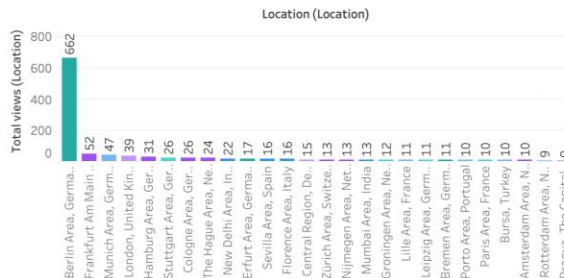 Location (Location)
Total views (Location)
800
600
400
200
0
662
52
47
39
31
26
26
24
22
17
16
16
15
13
13
13
12
11
11
11
10
10
10
10
9
Berlin Area, Germa..
Frankfurt Am Main ..
Munich Area, Germ..
London, United Kin..
Hamburg Area, Ger..
Stuttgart Area, Ger..
Cologne Area, Ger..
The Hague Area, Ne..
New Delhi Area, In..
Erfurt Area, Germa..
Sevilla Area, Spain
Florence Area, Italy
Central Region, De..
Zürich Area, Switze..
Nijmegen Area, Net..
Mumbai Area, India
Groningen Area, Ne..
Lille Area, France
Leipzig Area, Germ..
Bremen Area, Germ..
Porto Area, Portugal
Paris Area, France
Bursa, Turkey
Amsterdam Area, N..
Rotterdam Area, N..